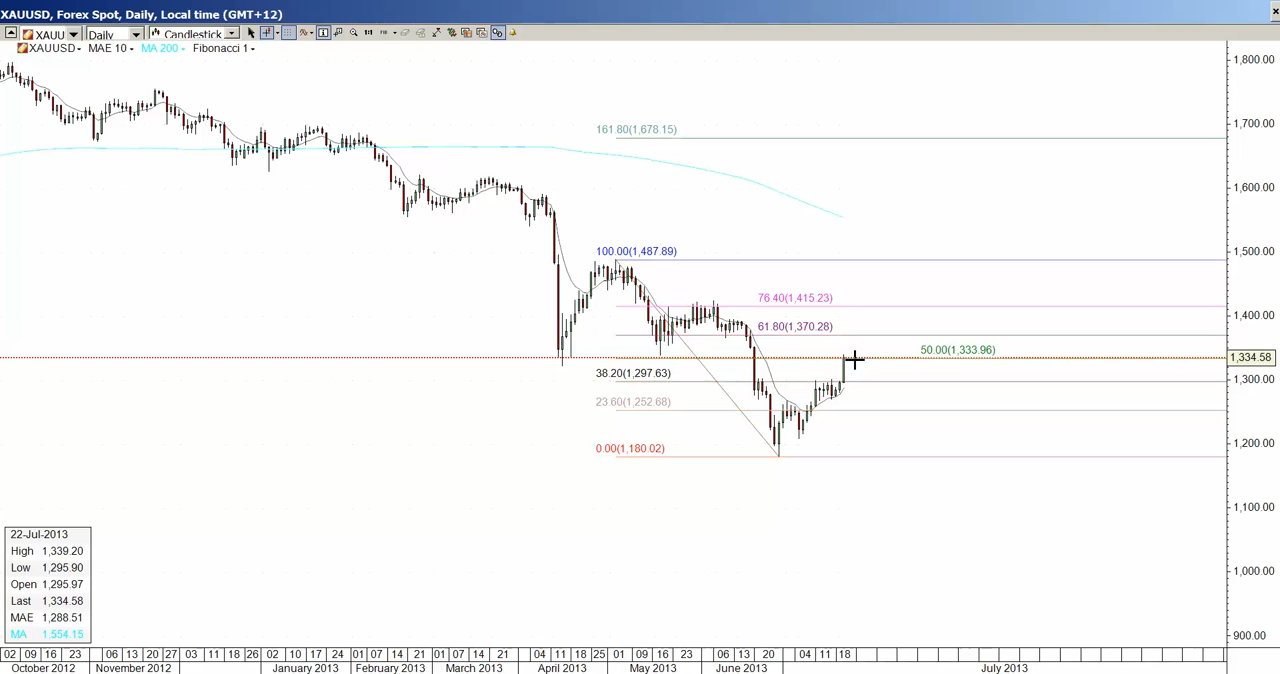 XAUUSD, Forex Spot, Daily, Local time (GMT+12)
XAUU Daily Candlestick 1:1
XAUUSD MAE 10 MA 200 Fibonacci 1
1,800.00
161.80(1,678.15)
1,700.00
1,600.00
100.00(1,487.89)
1,500.00
76.40(1,415.23)
1,400.00
61.80(1,370.28)
50.00(1,333.96)
1,334.58
38.20(1,297.63)
1,300.00
23.60(1,252.68)
0.00(1,180.02)
1,200.00
1,100.00
22-Jul-2013
High 1,339.20
Low 1,295.90
1,000.00
Open 1,295.97
Last 1,334.58
MAE 1,288.51
MA 1,554.15
900.00
02 09 16 23 06 13 20 27 03 11 18 26 02 10 17 24 01 07 14 21 01 07 14 21 04 11 18 25 01 09 16 23 06 13 20 04 11 18
October 2012 November 2012 January 2013 February 2013 March 2013 April 2013 May 2013 June 2013 July 2013